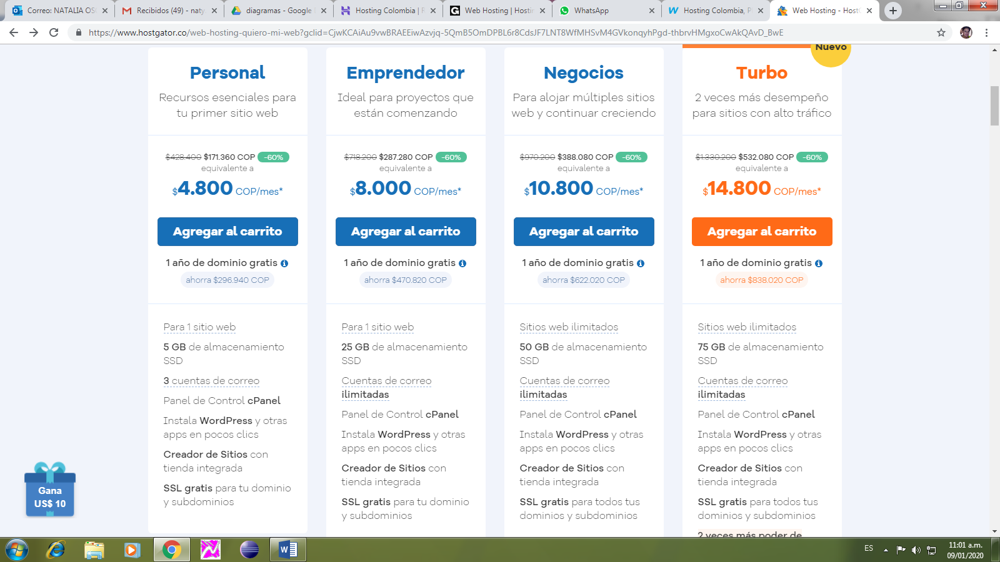 Correo: NATALIA OS
Recibidos (49) - naty
diagramas - Google
Hosting Colombia | R
Web Hosting | Hostin
WhatsApp
Hosting Colombia, P
Web Hosting - HostG
https://www.hostgator.co/web-hosting-quiero-mi-web?gclid=CjwKCAiAu9vwBRAEEiwAzvjq-5QmB5OmDPBL6r8CdsJF7LNT8WfMHSvM4GVkonqyhPgd-thbrvHMgxoCwAkQAvD_BwE
Personal
Recursos esenciales para
tu primer sitio web
$428.400 $171.360 COP -60%
equivalente a
$4.800 COP/mes*
Agregar al carrito
1 año de dominio gratis
ahorra $296.940 COP
Para 1 sitio web
5 GB de almacenamiento
SSD
3 cuentas de correo
Panel de Control cPanel
Instala WordPress y otras
apps en pocos clics
Creador de Sitios con
tienda integrada
SSL gratis para tu dominio
y subdominios
Emprendedor
Ideal para proyectos que
están comenzando
$718.200 $287.280 COP -60%
equivalente a
$8.000 COP/mes*
Agregar al carrito
1 año de dominio gratis
ahorra $470.820 COP
Para 1 sitio web
25 GB de almacenamiento
SSD
Cuentas de correo
ilimitadas
Panel de Control cPanel
Instala WordPress y otras
apps en pocos clics
Creador de Sitios con
tienda integrada
SSL gratis para tu dominio
y subdominios
Negocios
Para alojar múltiples sitios
web y continuar creciendo
$970.200 $388.080 COP -60%
equivalente a
$10.800 COP/mes*
Agregar al carrito
1 año de dominio gratis
ahorra $622.020 COP
Sitios web ilimitados
50 GB de almacenamiento
SSD
Cuentas de correo
ilimitadas
Panel de Control cPanel
Instala WordPress y otras
apps en pocos clics
Creador de Sitios con
tienda integrada
SSL gratis para todos tus
dominios y subdominios
Nuevo
Turbo
2 veces más desempeño
para sitios con alto tráfico
$1.330.200 $532.080 COP -60%
equivalente a
$14.800 COP/mes*
Agregar al carrito
1 año de dominio gratis
ahorra $838.020 COP
Sitios web ilimitados
75 GB de almacenamiento
SSD
Cuentas de correo
ilimitadas
Panel de Control cPanel
Instala WordPress y otras
apps en pocos clics
Creador de Sitios con
tienda integrada
SSL gratis para todos tus
dominios y subdominios
2 veces más poder de
Gana
US$ 10
ES
11:01 a.m.
09/01/2020